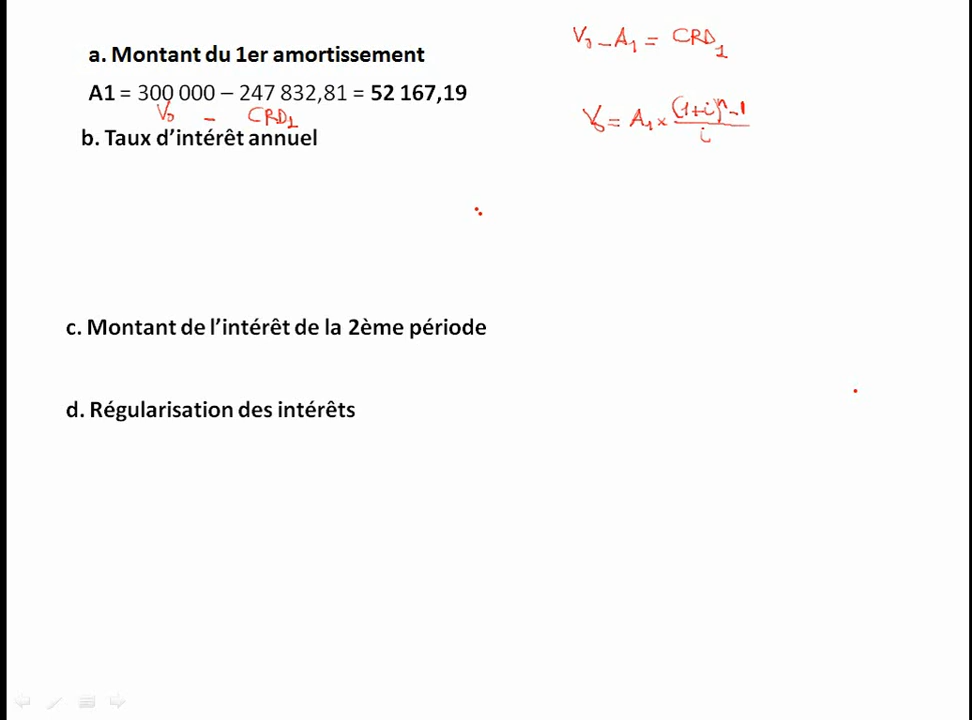 a. Montant du 1er amortissement
V₀ – A₁ = CRD₁
A1 = 300 000 – 247 832,81 = 52 167,19
V₀ – CRD₁
V₀ = A₁ × ((1+i)ⁿ – 1) / i
b. Taux d’intérêt annuel
c. Montant de l’intérêt de la 2ème période
d. Régularisation des intérêts